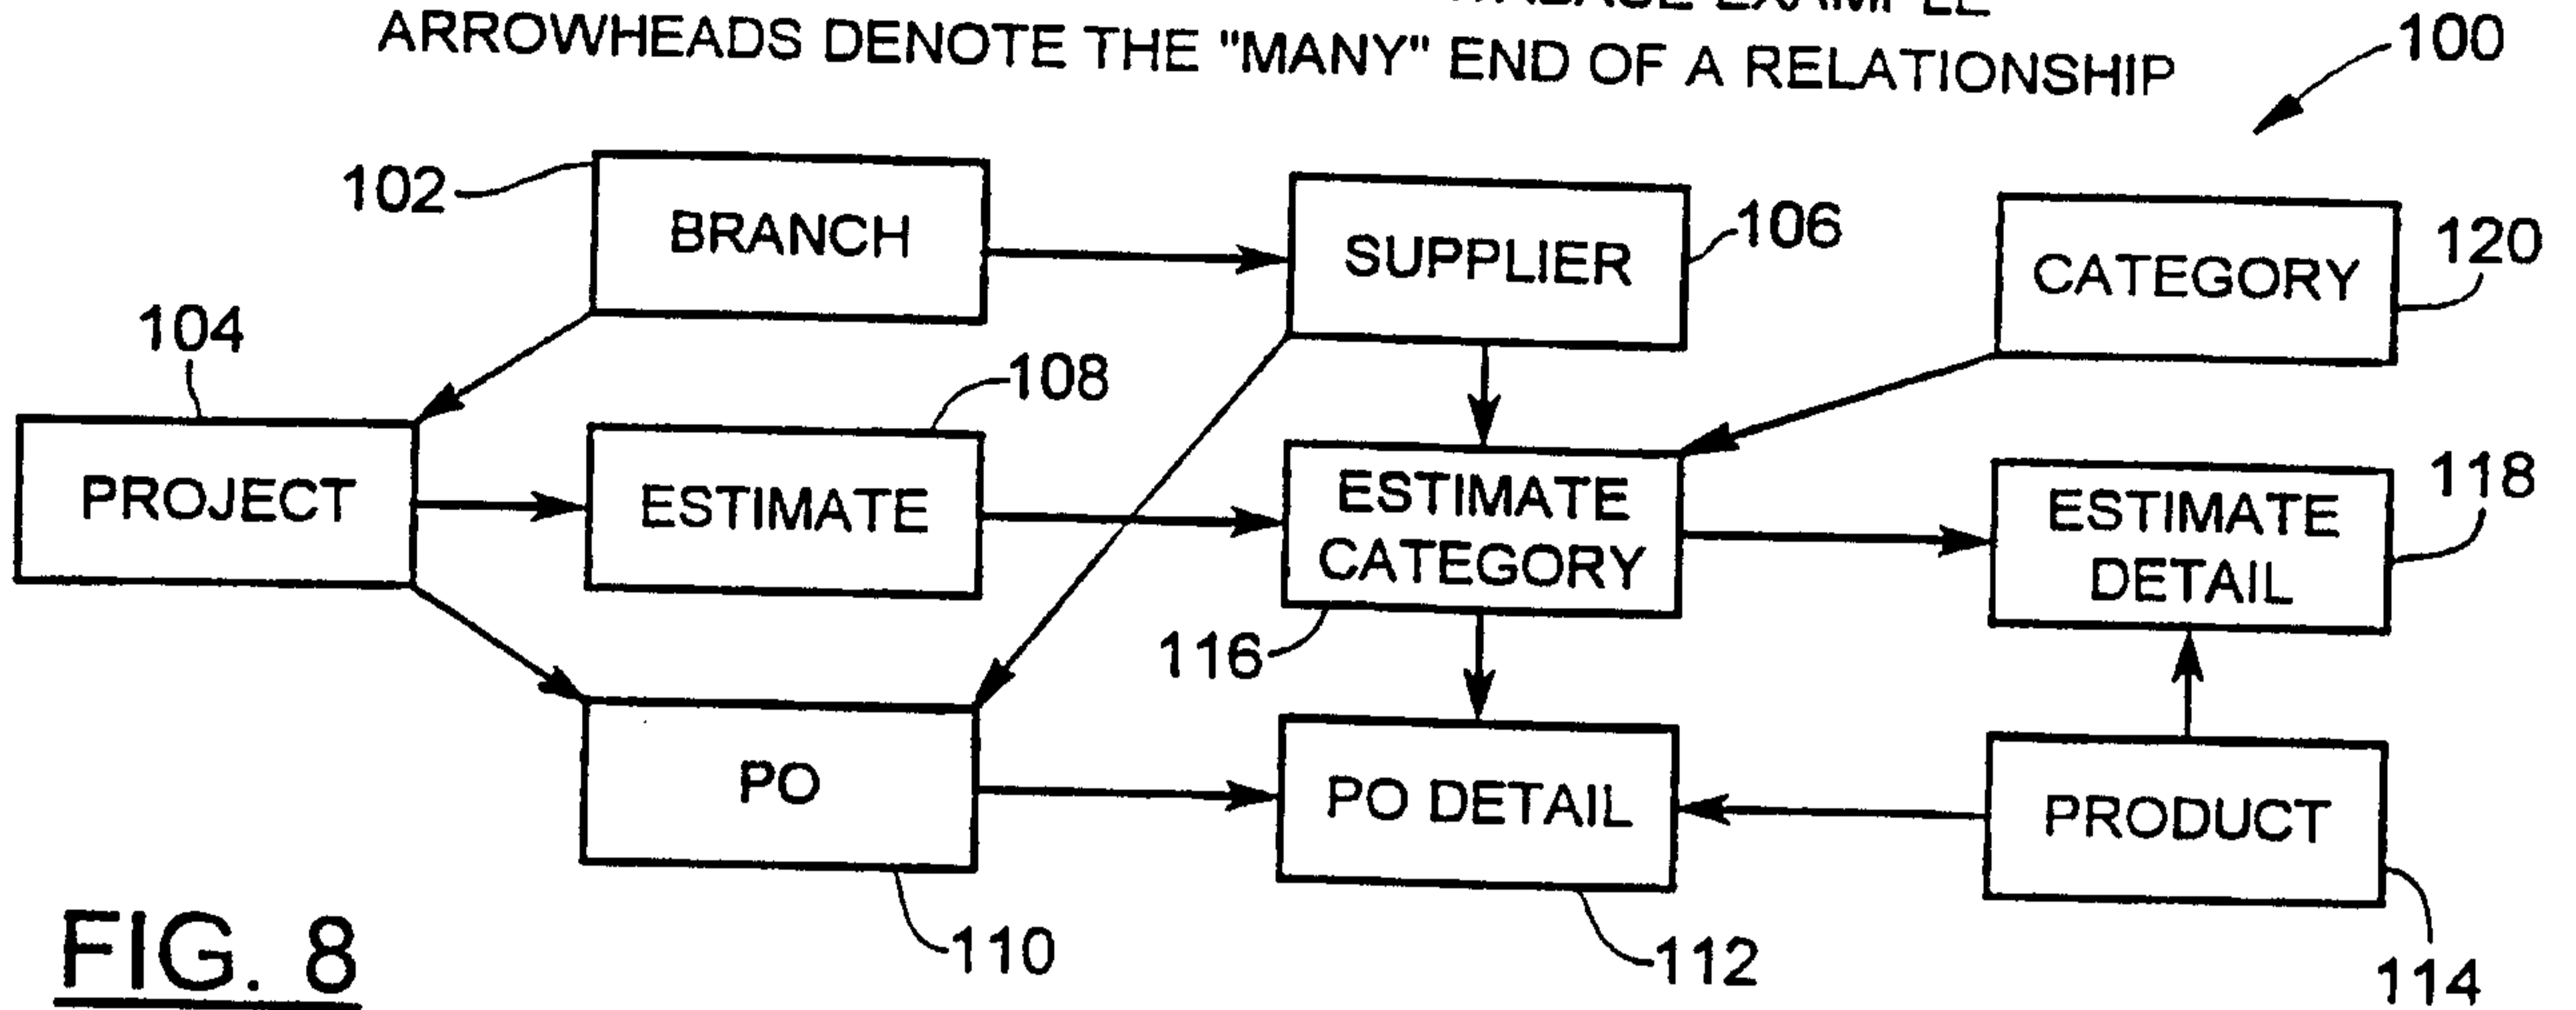 EXAMPLE
ARROWHEADS DENOTE THE "MANY" END OF A RELATIONSHIP
100
102
BRANCH
SUPPLIER
106
CATEGORY
120
104
108
PROJECT
ESTIMATE
ESTIMATE
CATEGORY
ESTIMATE
DETAIL
118
116
PO
PO DETAIL
PRODUCT
110
112
114
FIG. 8